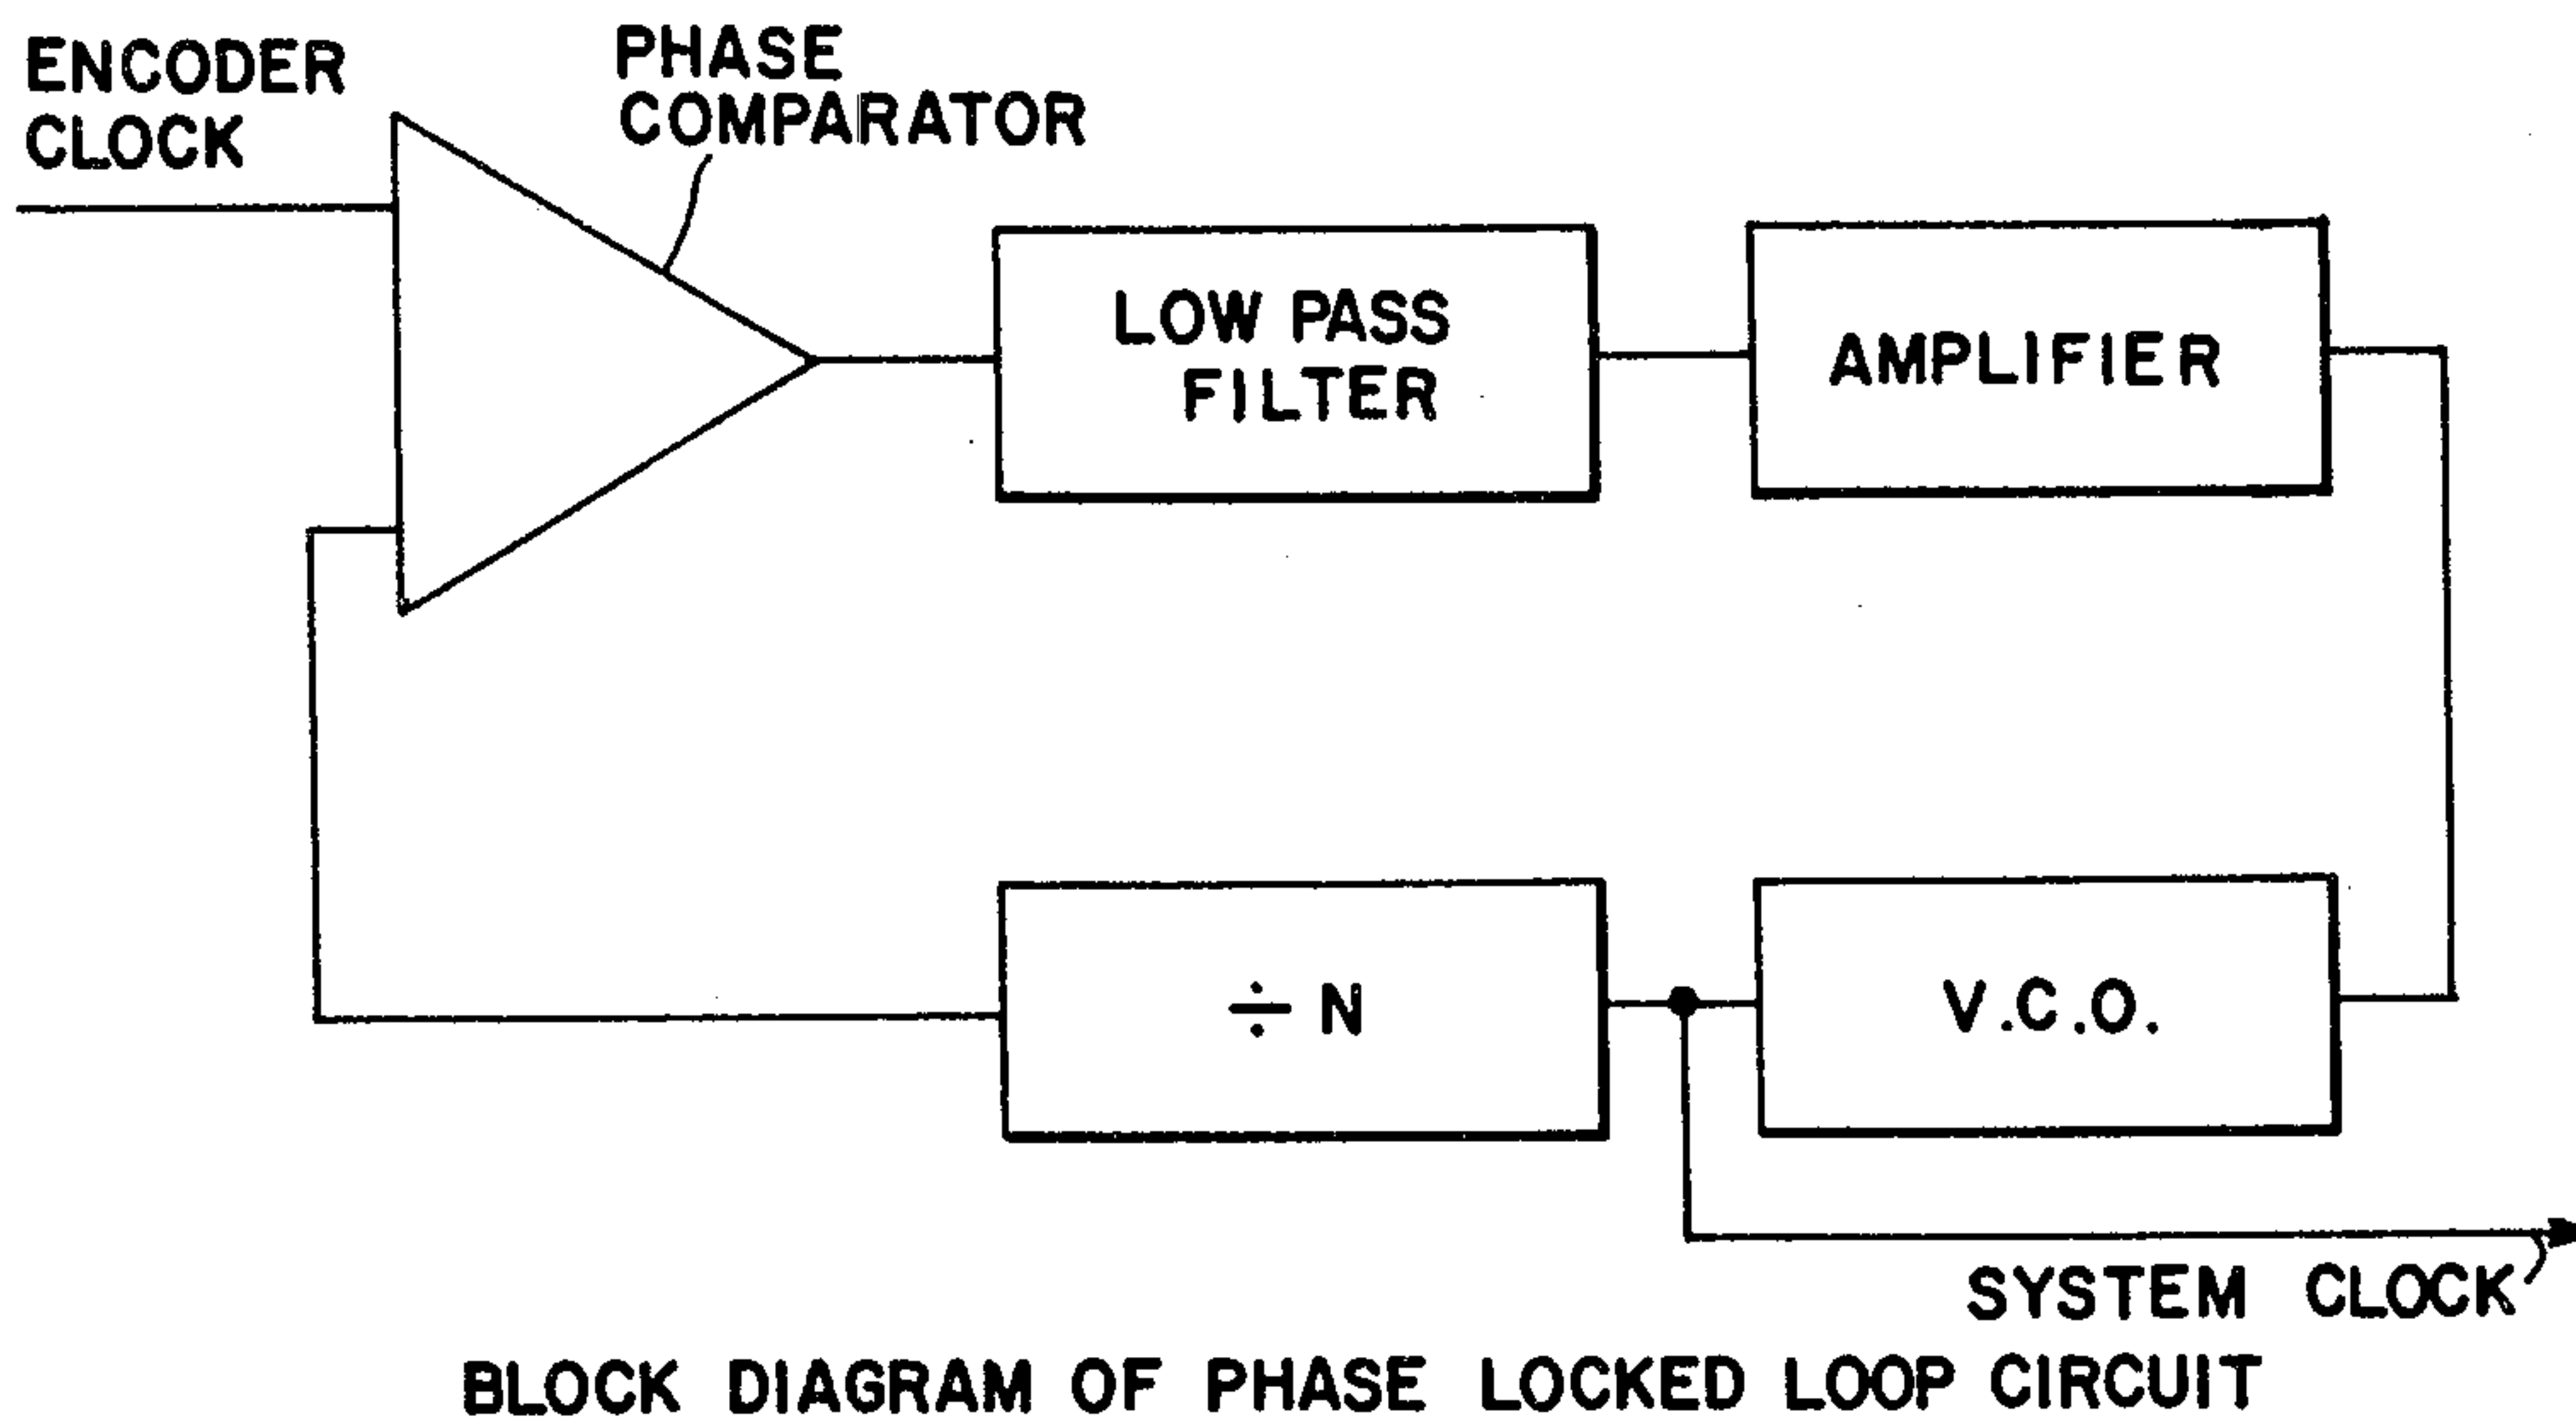 ENCODER
CLOCK
PHASE
COMPARATOR
LOW PASS
FILTER
AMPLIFIER
÷ N
V.C.O.
SYSTEM CLOCK
BLOCK DIAGRAM OF PHASE LOCKED LOOP CIRCUIT